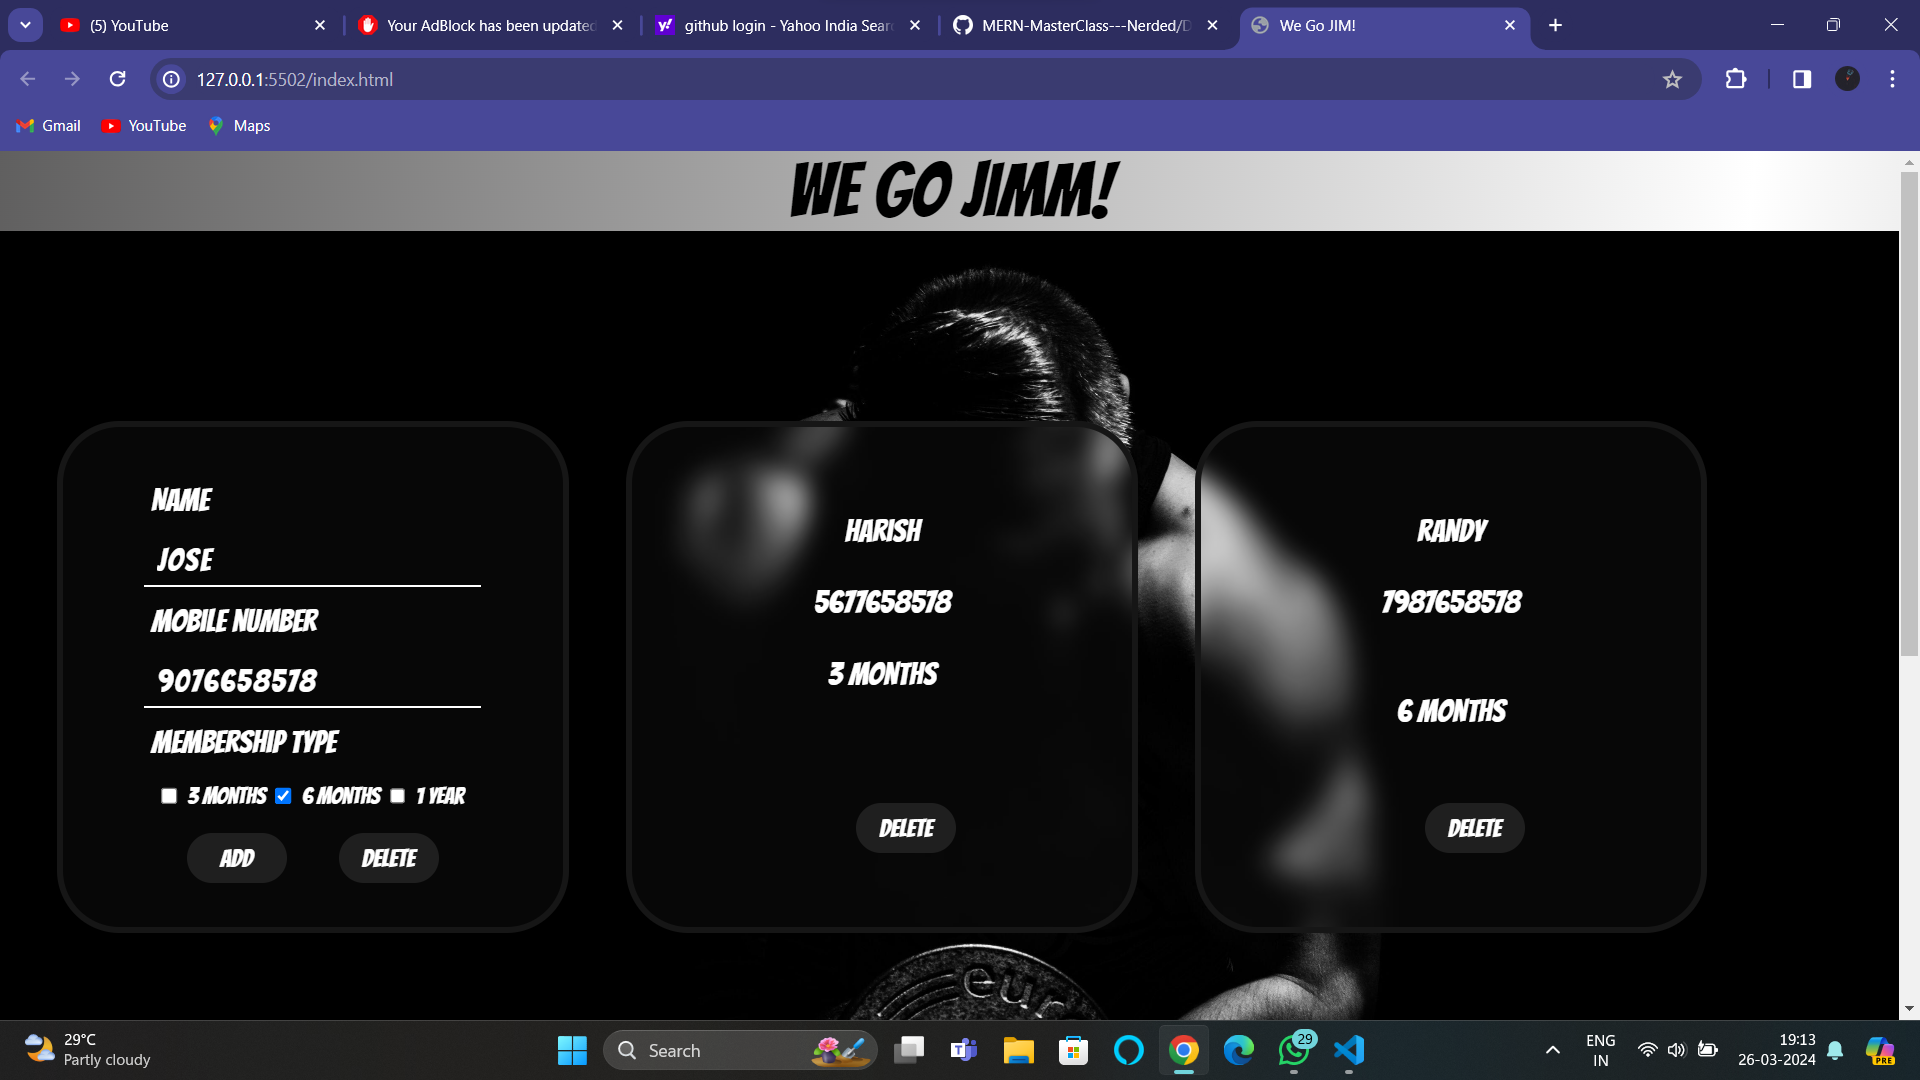 (5) YouTube
Your AdBlock has been updated
github login - Yahoo India Sear
MERN-MasterClass---Nerded/D
We Go JIM!
127.0.0.1:5502/index.html
Gmail
YouTube
Maps
WE GO JIMM!
NAME
JOSE
MOBILE NUMBER
9076658578
MEMBERSHIP TYPE
3 MONTHS 6 MONTHS 1 YEAR
ADD DELETE
HARISH
5677658578
3 MONTHS
DELETE
RANDY
7987658578
6 MONTHS
DELETE
euro
29°C
Partly cloudy
Search
29
ENG
IN
19:13
26-03-2024
PRE